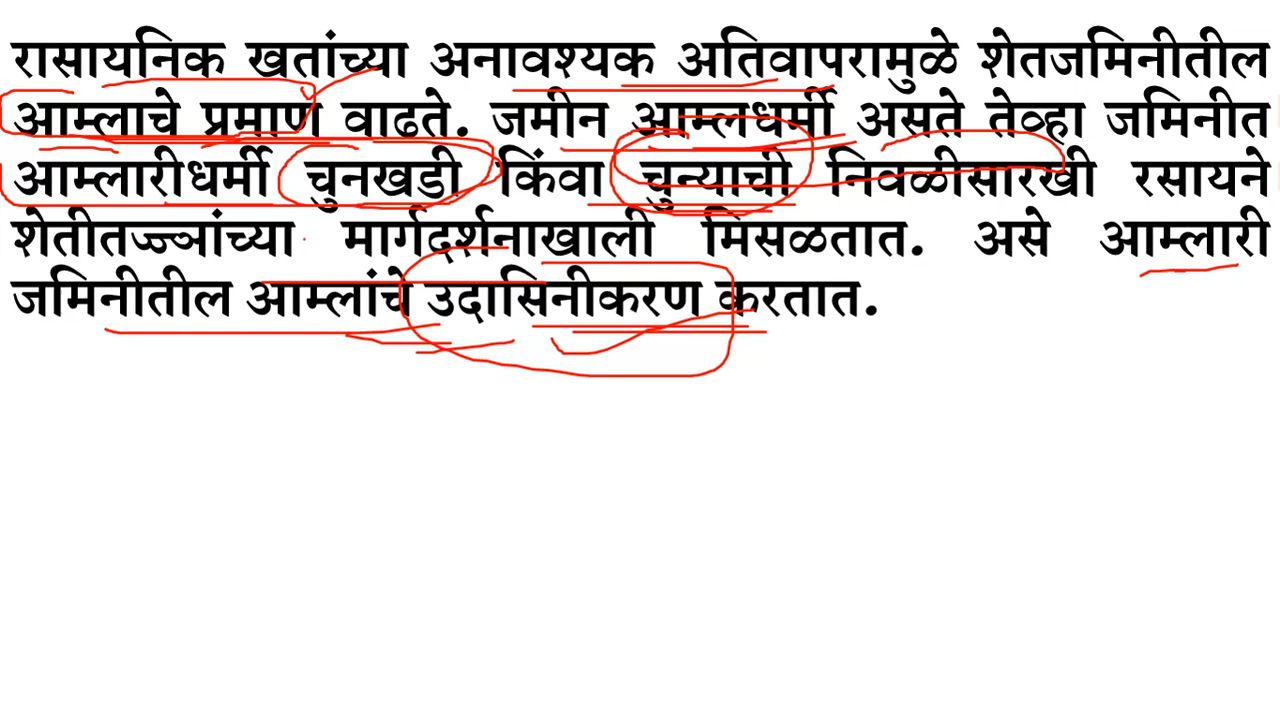 रासायनिक खतांच्या अनावश्यक अतिवापरामुळे शेतजमिनीतील
आम्लाचे प्रमाण वाढते. जमीन आम्लधर्मी असते तेव्हा जमिनीत
आम्लारीधर्मी चुनखडी किंवा चुन्याची निवळीसारखी रसायने
शेतीतज्ज्ञांच्या मार्गदर्शनाखाली मिसळतात. असे आम्लारी
जमिनीतील आम्लांचे उदासिनीकरण करतात.